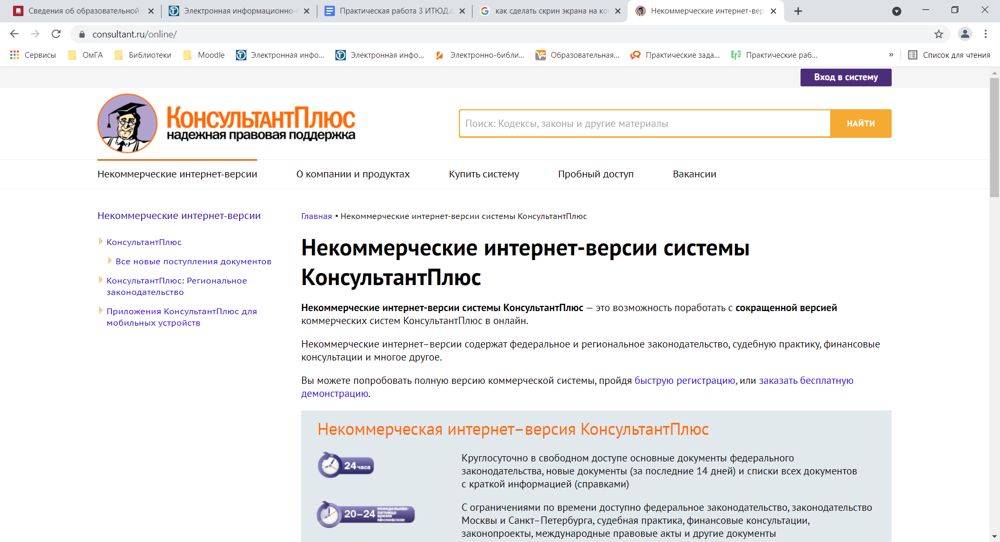 Сведения об образовательной
Электронная информационно-
Практическая работа 3 ИТЮД.d
как сделать скрин экрана на ко
Некоммерческие интернет-вер
consultant.ru/online/
Сервисы
ОмГА
Библиотеки
Moodle
Электронная инфо...
Электронная инфо...
Электронно-библи...
Образовательная...
Практические зада...
Практические раб...
»
Список для чтения
Вход в систему
КонсультантПлюс
надежная правовая поддержка
Поиск: Кодексы, законы и другие материалы
НАЙТИ
Некоммерческие интернет-версии
О компании и продуктах
Купить систему
Пробный доступ
Вакансии
Некоммерческие интернет-версии
КонсультантПлюс
Все новые поступления документов
КонсультантПлюс: Региональное
законодательство
Приложения КонсультантПлюс для
мобильных устройств
Главная • Некоммерческие интернет-версии системы КонсультантПлюс
Некоммерческие интернет-версии системы
КонсультантПлюс
Некоммерческие интернет-версии системы КонсультантПлюс — это возможность поработать с сокращенной версией
коммерческих систем КонсультантПлюс в онлайн.
Некоммерческие интернет–версии содержат федеральное и региональное законодательство, судебную практику, финансовые
консультации и многое другое.
Вы можете попробовать полную версию коммерческой системы, пройдя быструю регистрацию, или заказать бесплатную
демонстрацию.
Некоммерческая интернет–версия КонсультантПлюс
24 часа
Круглосуточно в свободном доступе основные документы федерального
законодательства, новые документы (за последние 14 дней) и списки всех документов
с краткой информацией (справками)
20–24 понедельник-
пятница
время
московское
С ограничениями по времени доступно федеральное законодательство, законодательство
Москвы и Санкт–Петербурга, судебная практика, финансовые консультации,
законопроекты, международные правовые акты и другие документы